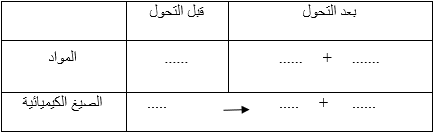 قبل التحول بعد التحول
المواد ...... ...... + .......
الصيغ الكيميائية ..... → ..... + ......